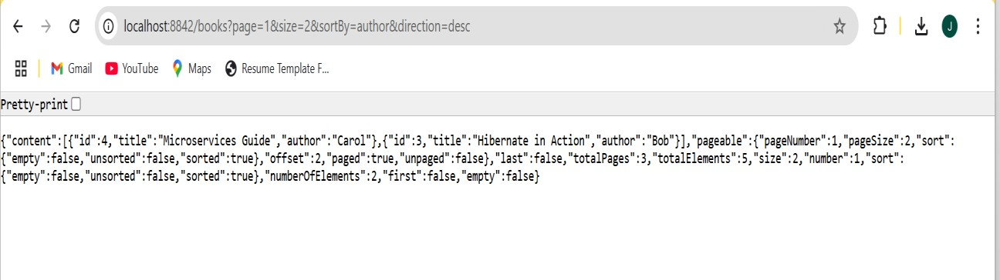 localhost:8842/books?page=1&size=2&sortBy=author&direction=desc
J
Gmail
YouTube
Maps
Resume Template F...
Pretty-print
{"content":[{"id":4,"title":"Microservices Guide","author":"Carol"},{"id":3,"title":"Hibernate in Action","author":"Bob"}],"pageable":{"pageNumber":1,"pageSize":2,"sort":
{"empty":false,"unsorted":false,"sorted":true},"offset":2,"paged":true,"unpaged":false},"last":false,"totalPages":3,"totalElements":5,"size":2,"number":1,"sort":
{"empty":false,"unsorted":false,"sorted":true},"numberOfElements":2,"first":false,"empty":false}